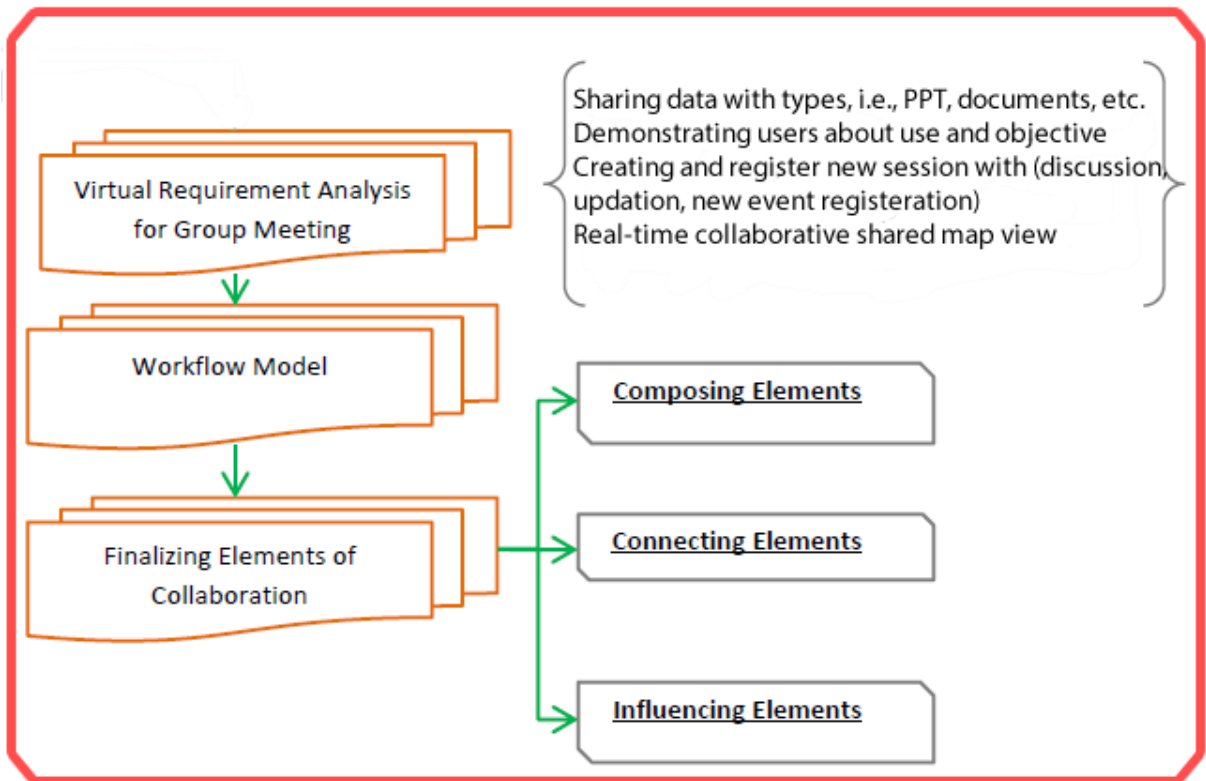 Sharing data with types, i.e., PPT, documents, etc.
Demonstrating users about use and objective
Creating and register new session with (discussion,
updation, new event registeration)
Real-time collaborative shared map view
Virtual Requirement Analysis
for Group Meeting
Workflow Model
Finalizing Elements of
Collaboration
Composing Elements
Connecting Elements
Influencing Elements